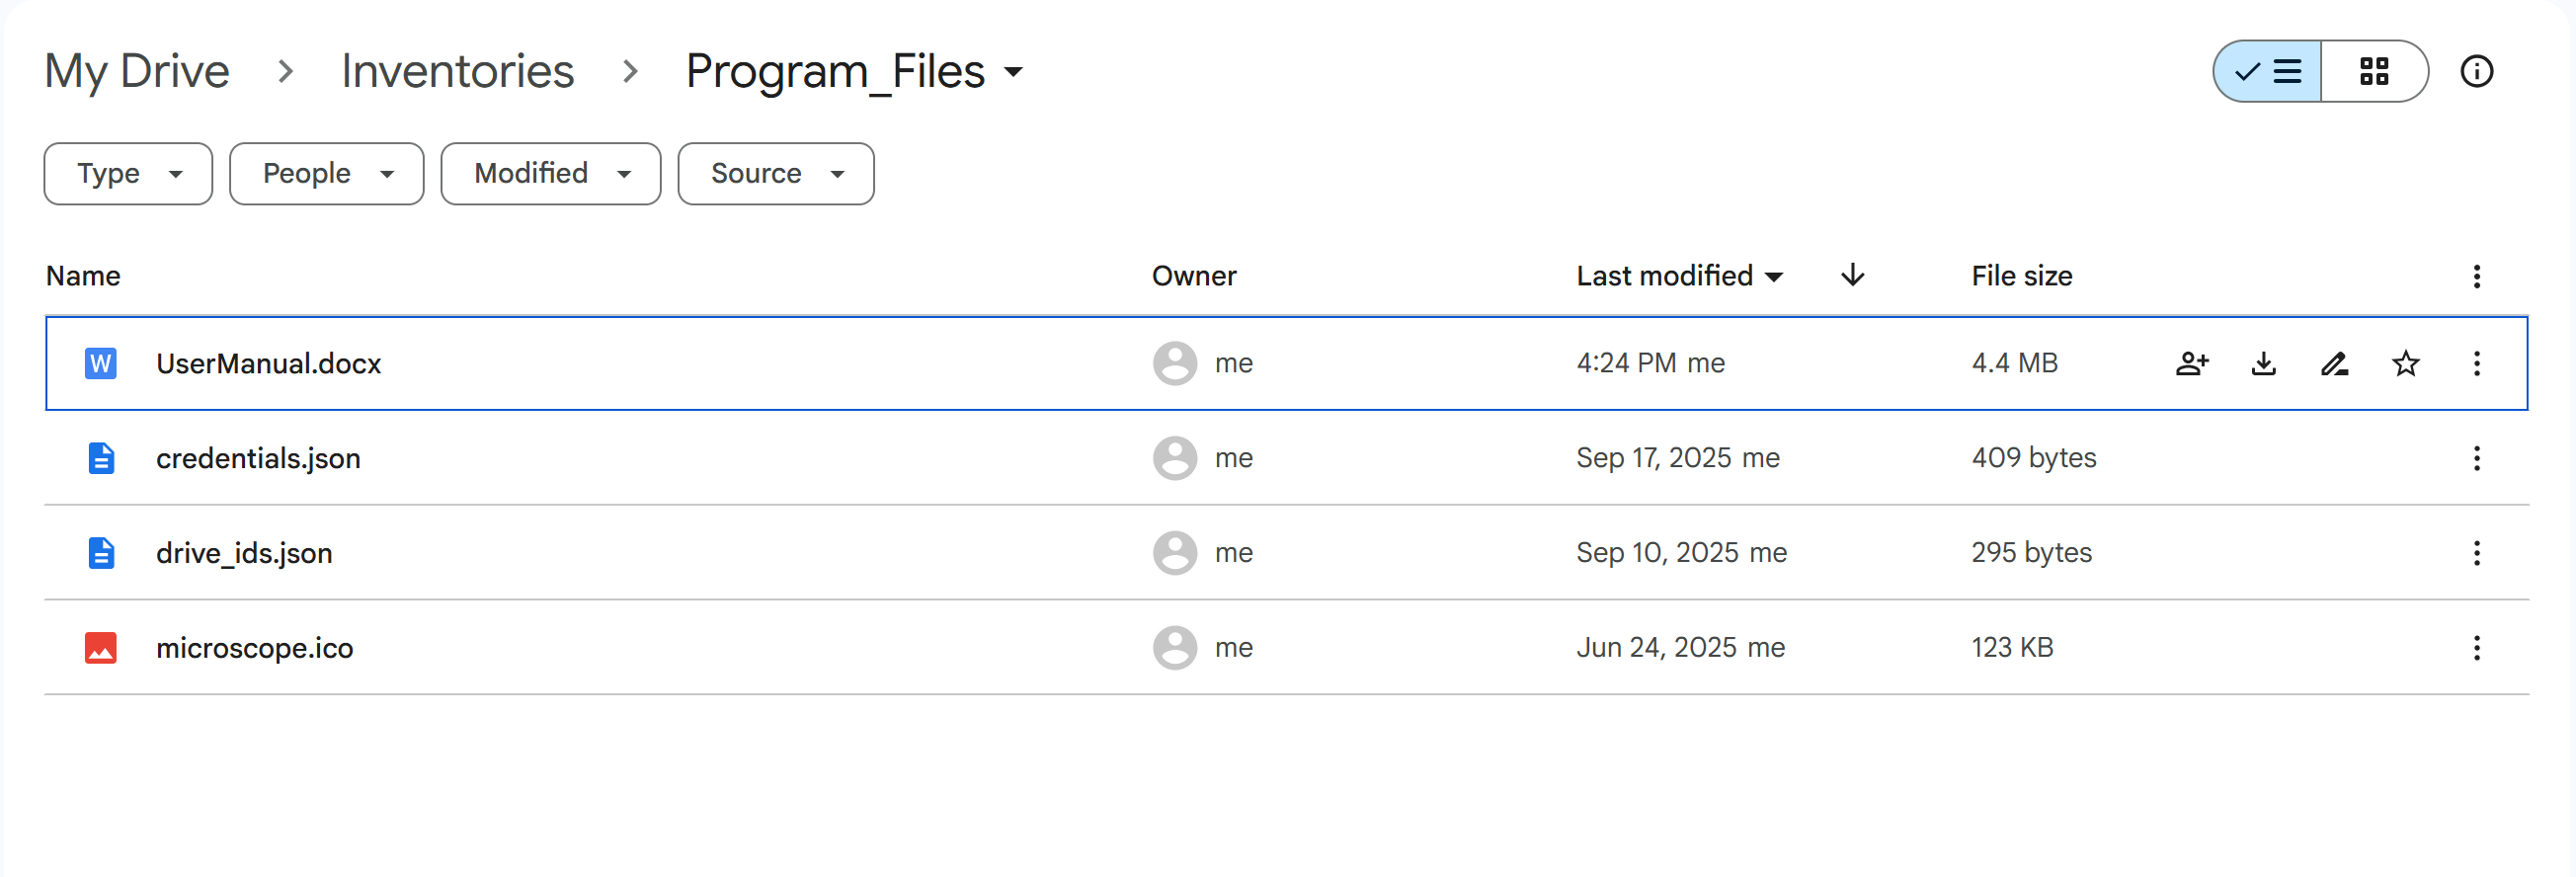 My Drive > Inventories > Program_Files
Type People Modified Source
Name Owner Last modified File size
W UserManual.docx me 4:24 PM me 4.4 MB
credentials.json me Sep 17, 2025 me 409 bytes
drive_ids.json me Sep 10, 2025 me 295 bytes
microscope.ico me Jun 24, 2025 me 123 KB